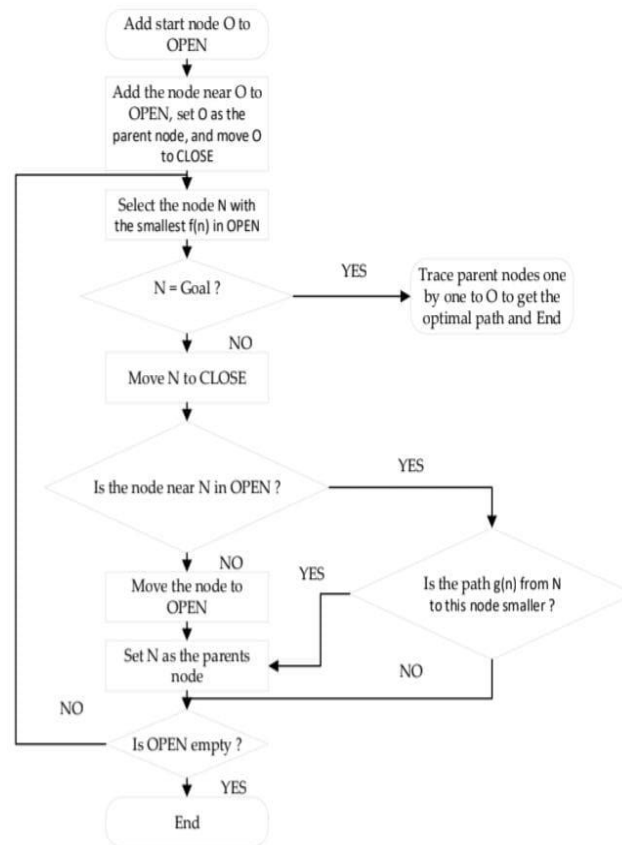 Add start node O to
OPEN
Add the node near O to
OPEN, set O as the
parent node, and move O
to CLOSE
Select the node N with
the smallest f(n) in OPEN
N = Goal ?
YES
Trace parent nodes one
by one to O to get the
optimal path and End
NO
Move N to CLOSE
Is the node near N in OPEN ?
YES
NO
Move the node to
OPEN
YES
Is the path g(n) from N
to this node smaller ?
Set N as the parents
node
NO
NO
Is OPEN empty ?
YES
End